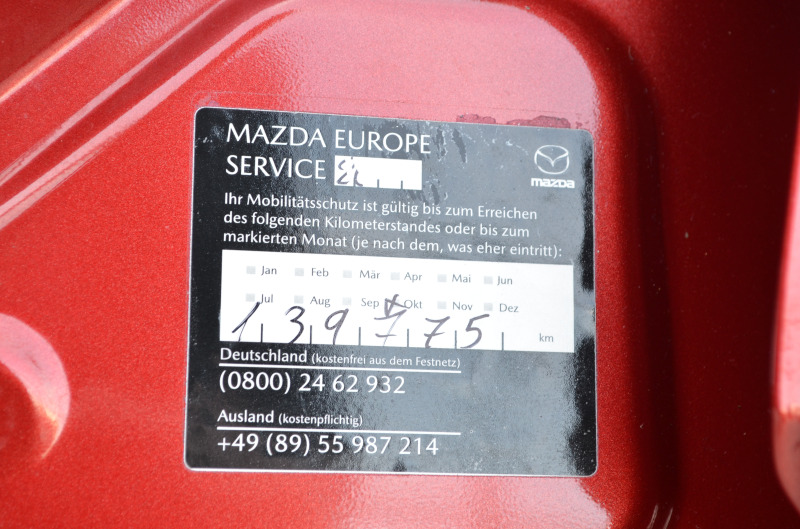 MAZDA EUROPE
SERVICE
mazda
Ihr Mobilitätsschutz ist gültig bis zum Erreichen
des folgenden Kilometerstandes oder bis zum
markierten Monat (je nach dem, was eher eintritt):
Jan Feb Mär Apr Mai Jun
Jul Aug Sep Okt Nov Dez
139775 km
Deutschland (kostenfrei aus dem Festnetz)
(0800) 24 62 932
Ausland (kostenpflichtig)
+49 (89) 55 987 214